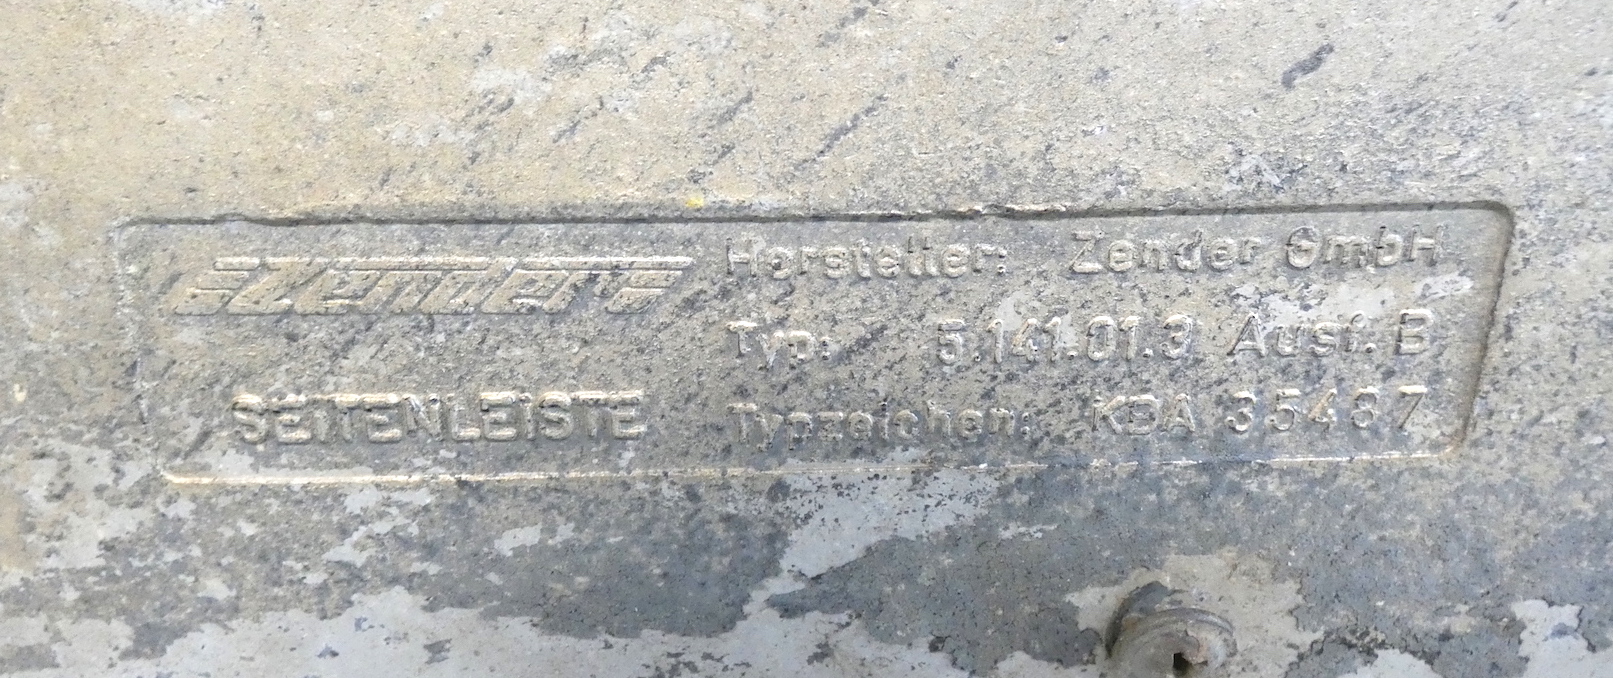 Zender
Hersteller: Zender GmbH
Typ: 5.141.01.3 Ausf. B
SEITENLEISTE
Typzeichen: KBA 35487